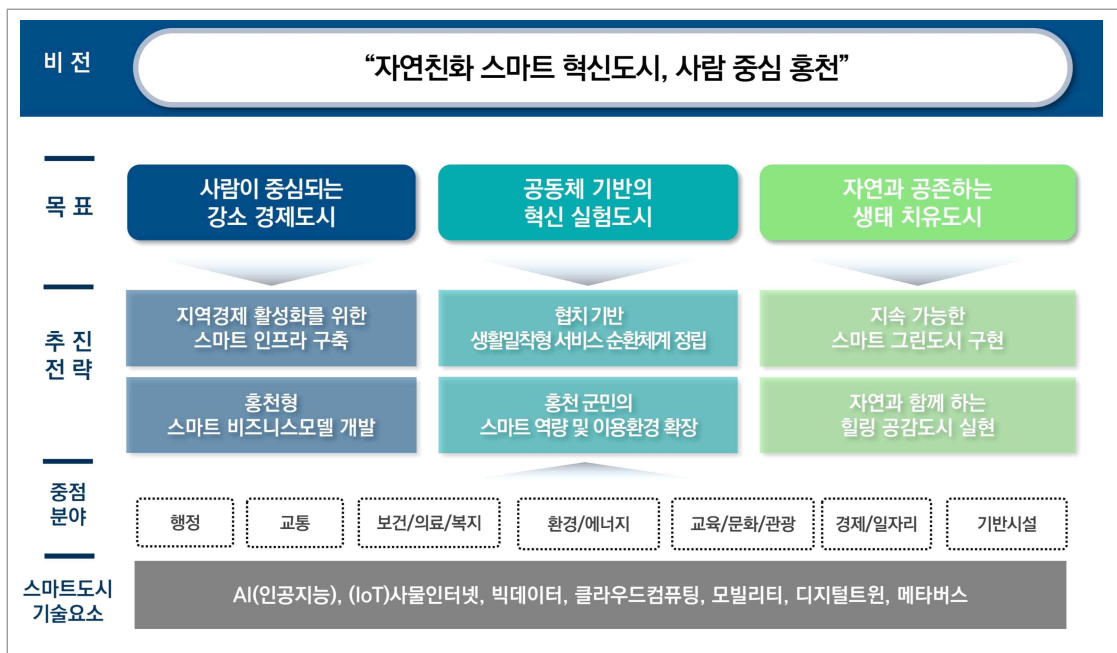 비 전
“자연친화 스마트 혁신도시, 사람 중심 홍천”
목 표
사람이 중심되는
강소 경제도시
공동체 기반의
혁신 실험도시
자연과 공존하는
생태 치유도시
추 진
전 략
지역경제 활성화를 위한
스마트 인프라 구축
협치 기반
생활밀착형 서비스 순환체계 정립
지속 가능한
스마트 그린도시 구현
홍천형
스마트 비즈니스모델 개발
홍천 군민의
스마트 역량 및 이용환경 확장
자연과 함께 하는
힐링 공감도시 실현
중점
분야
행정
교통
보건/의료/복지
환경/에너지
교육/문화/관광
경제/일자리
기반시설
스마트도시
기술요소
AI(인공지능), (IoT)사물인터넷, 빅데이터, 클라우드컴퓨팅, 모빌리티, 디지털트윈, 메타버스